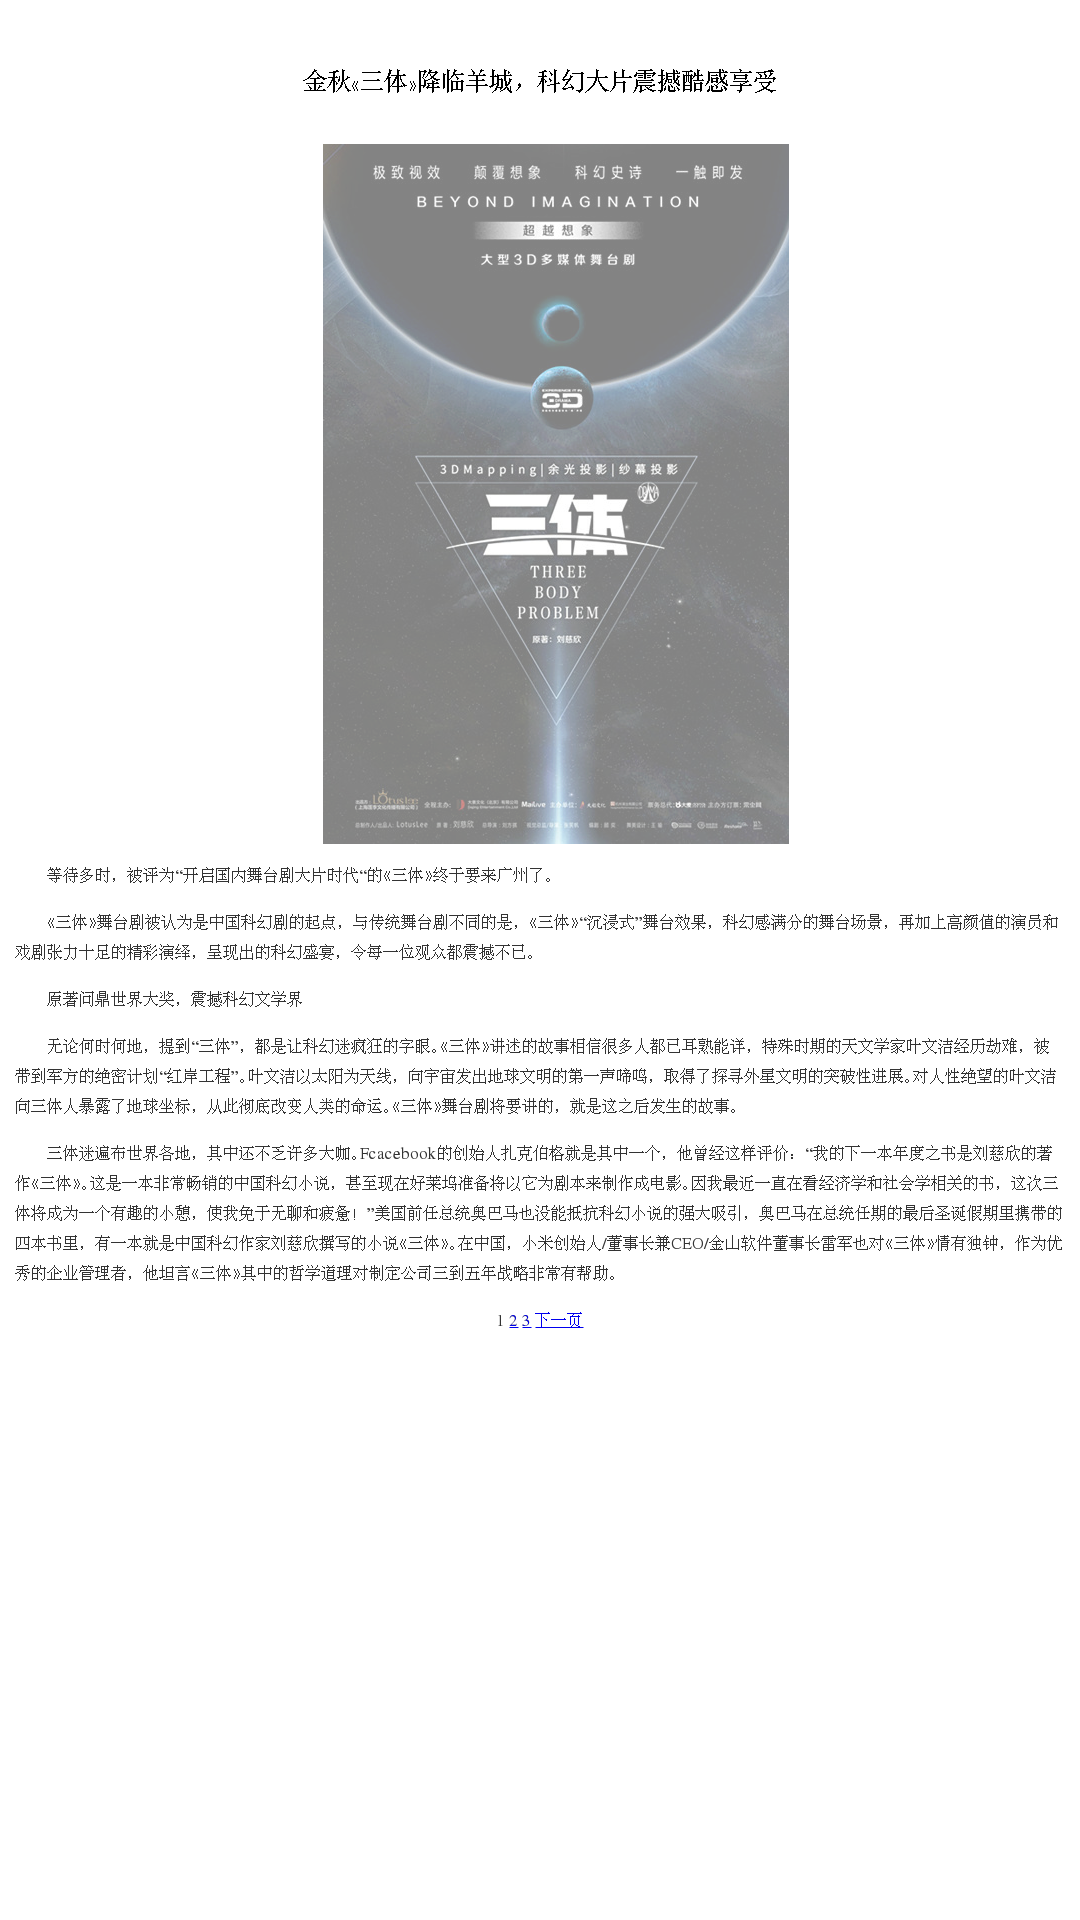 金秋《三体》降临羊城，科幻大片震撼酷感享受
极致视效 颠覆想象 科幻史诗 一触即发
BEYOND IMAGINATION
超越想象
大型3D多媒体舞台剧
3D
3DMapping|余光投影|纱幕投影
三体
THREE
BODY
PROBLEM
原著：刘慈欣
LotusLee
等待多时，被评为“开启国内舞台剧大片时代“的《三体》终于要来广州了。
《三体》舞台剧被认为是中国科幻剧的起点，与传统舞台剧不同的是，《三体》“沉浸式”舞台效果，科幻感满分的舞台场景，再加上高颜值的演员和
戏剧张力十足的精彩演绎，呈现出的科幻盛宴，令每一位观众都震撼不已。
原著问鼎世界大奖，震撼科幻文学界
无论何时何地，提到“三体”，都是让科幻迷疯狂的字眼。《三体》讲述的故事相信很多人都已耳熟能详，特殊时期的天文学家叶文洁经历劫难，被
带到军方的绝密计划“红岸工程”。叶文洁以太阳为天线，向宇宙发出地球文明的第一声啼鸣，取得了探寻外星文明的突破性进展。对人性绝望的叶文洁
向三体人暴露了地球坐标，从此彻底改变人类的命运。《三体》舞台剧将要讲的，就是这之后发生的故事。
三体迷遍布世界各地，其中还不乏许多大咖。Fcacebook的创始人扎克伯格就是其中一个，他曾经这样评价：“我的下一本年度之书是刘慈欣的著
作《三体》。这是一本非常畅销的中国科幻小说，甚至现在好莱坞准备将以它为剧本来制作成电影。因我最近一直在看经济学和社会学相关的书，这次三
体将成为一个有趣的小憩，使我免于无聊和疲惫！”美国前任总统奥巴马也没能抵抗科幻小说的强大吸引，奥巴马在总统任期的最后圣诞假期里携带的
四本书里，有一本就是中国科幻作家刘慈欣撰写的小说《三体》。在中国，小米创始人/董事长兼CEO/金山软件董事长雷军也对《三体》情有独钟，作为优
秀的企业管理者，他坦言《三体》其中的哲学道理对制定公司三到五年战略非常有帮助。
1 2 3 下一页